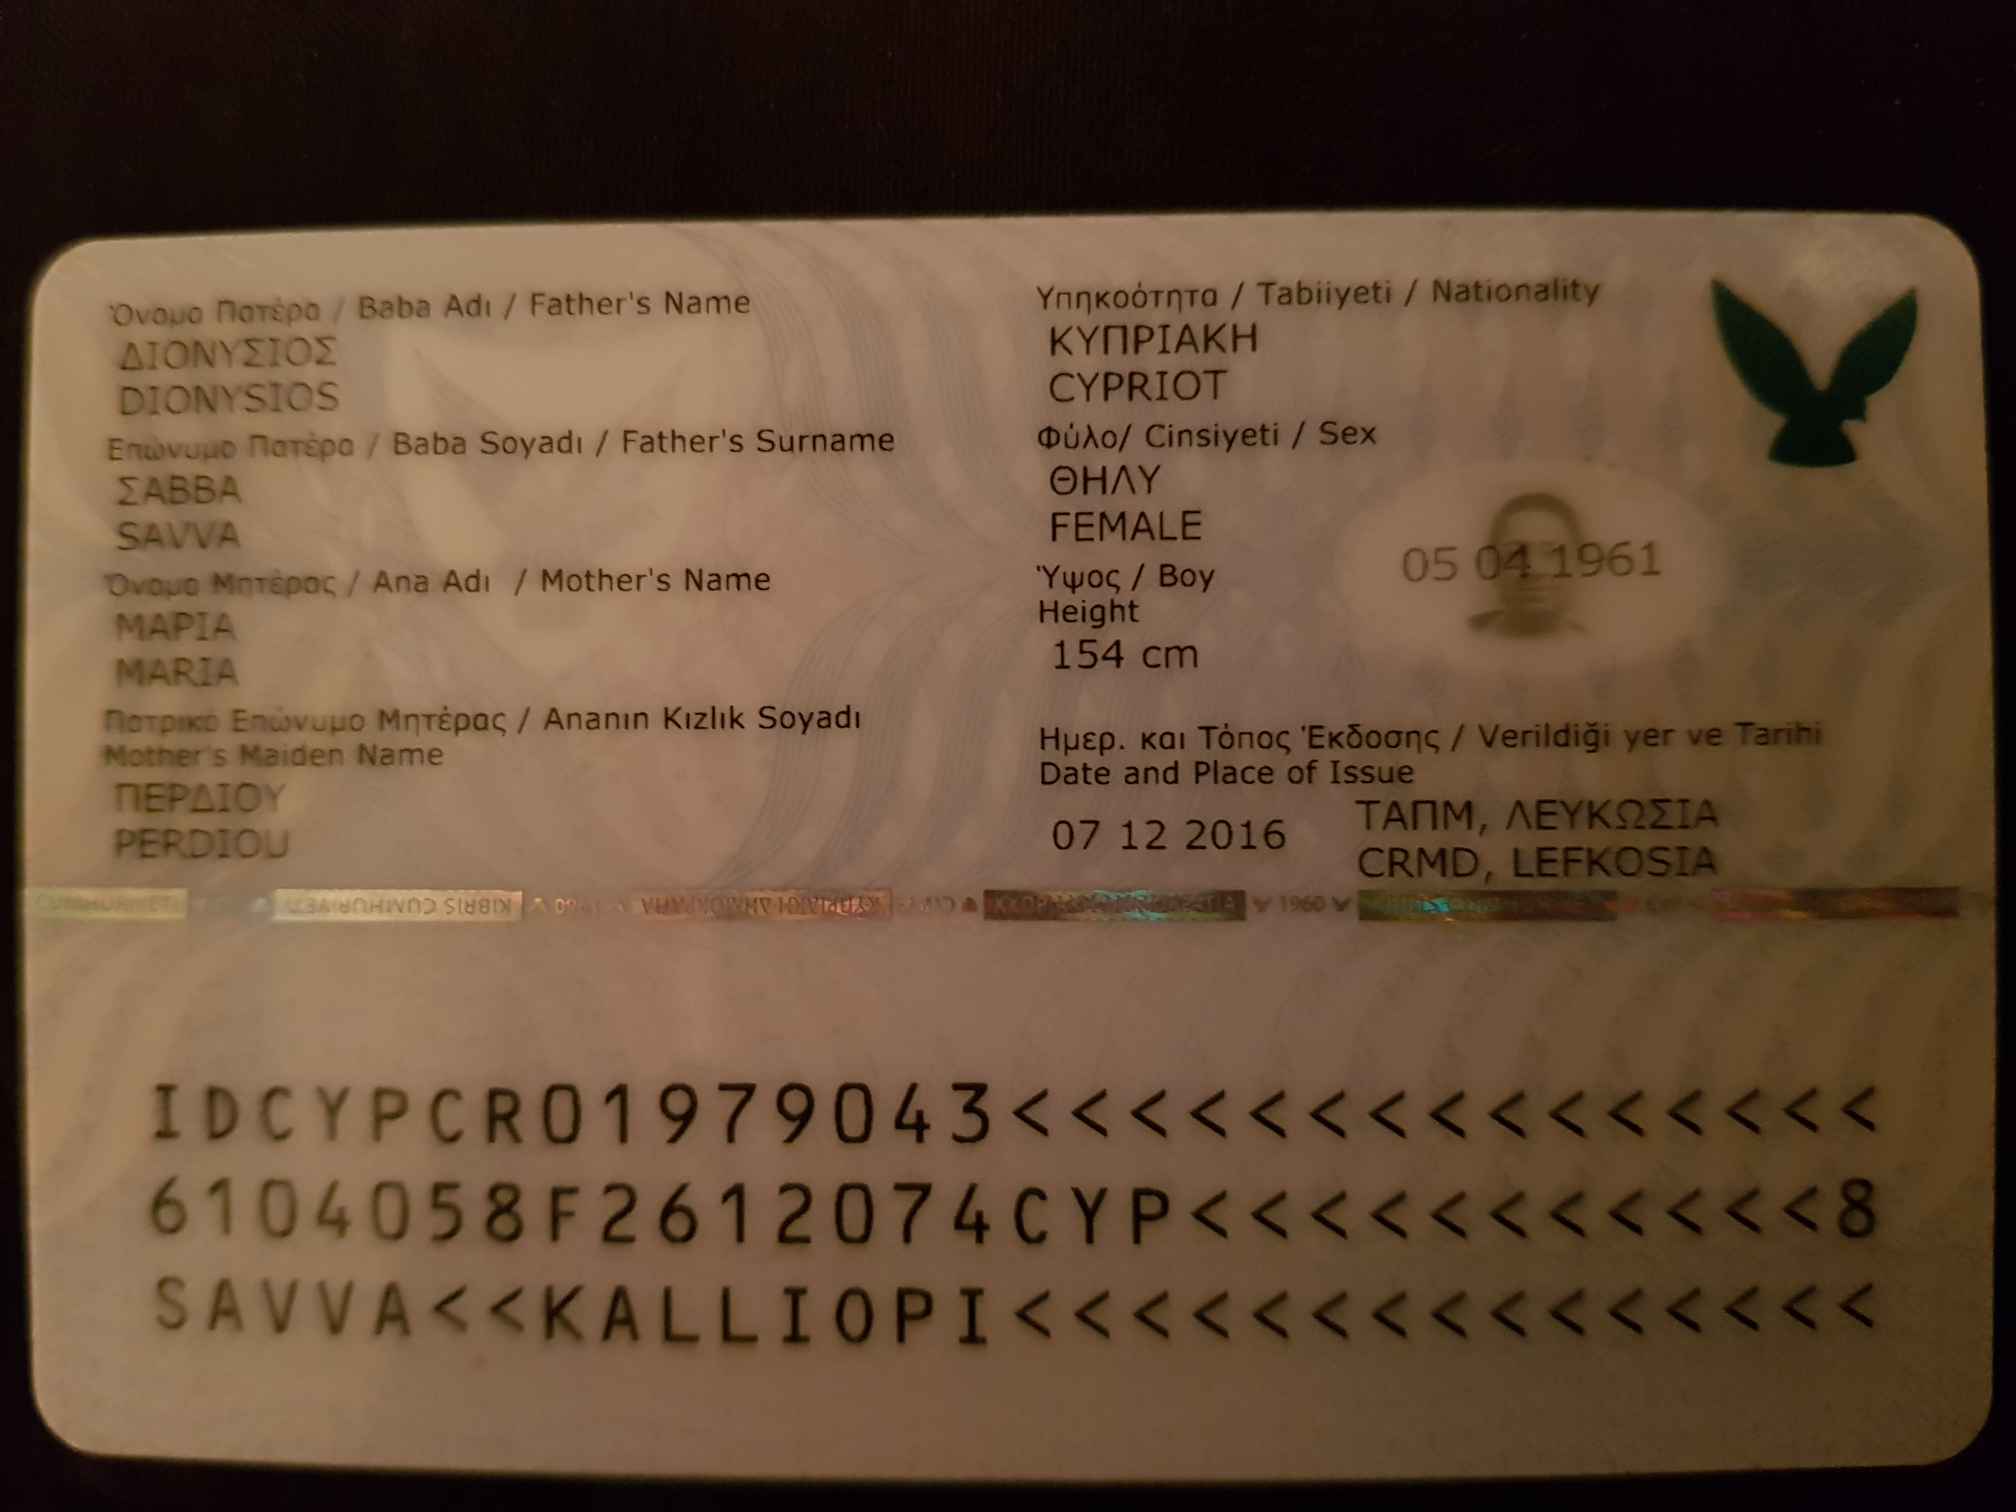 Όνομα Πατέρα / Baba Adı / Father's Name
ΔΙΟΝΥΣΙΟΣ
DIONYSIOS
Επώνυμο Πατέρα / Baba Soyadı / Father's Surname
ΣΑΒΒΑ
SAVVA
Όνομα Μητέρας / Ana Adı / Mother's Name
ΜΑΡΙΑ
MARIA
Πατρικό Επώνυμο Μητέρας / Ananın Kızlık Soyadı
Mother's Maiden Name
ΠΕΡΔΙΟΥ
PERDIOU
Υπηκοότητα / Tabiiyeti / Nationality
ΚΥΠΡΙΑΚΗ
CYPRIOT
Φύλο/ Cinsiyeti / Sex
ΘΗΛΥ
FEMALE
Ύψος / Boy
Height
154 cm
05 04 1961
Ημερ. και Τόπος Έκδοσης / Verildiği yer ve Tarihi
Date and Place of Issue
07 12 2016
ΤΑΠΜ, ΛΕΥΚΩΣΙΑ
CRMD, LEFKOSIA
KIBRIS CUMHURİYETİ ΚΥΠΡΙΑΚΗ ΔΗΜΟΚΡΑΤΙΑ 1960
IDCYPCR01979043<<<<<<<<<<<<<<<
6104058F2612074CYP<<<<<<<<<<<8
SAVVA<<KALLIOPI<<<<<<<<<<<<<<<